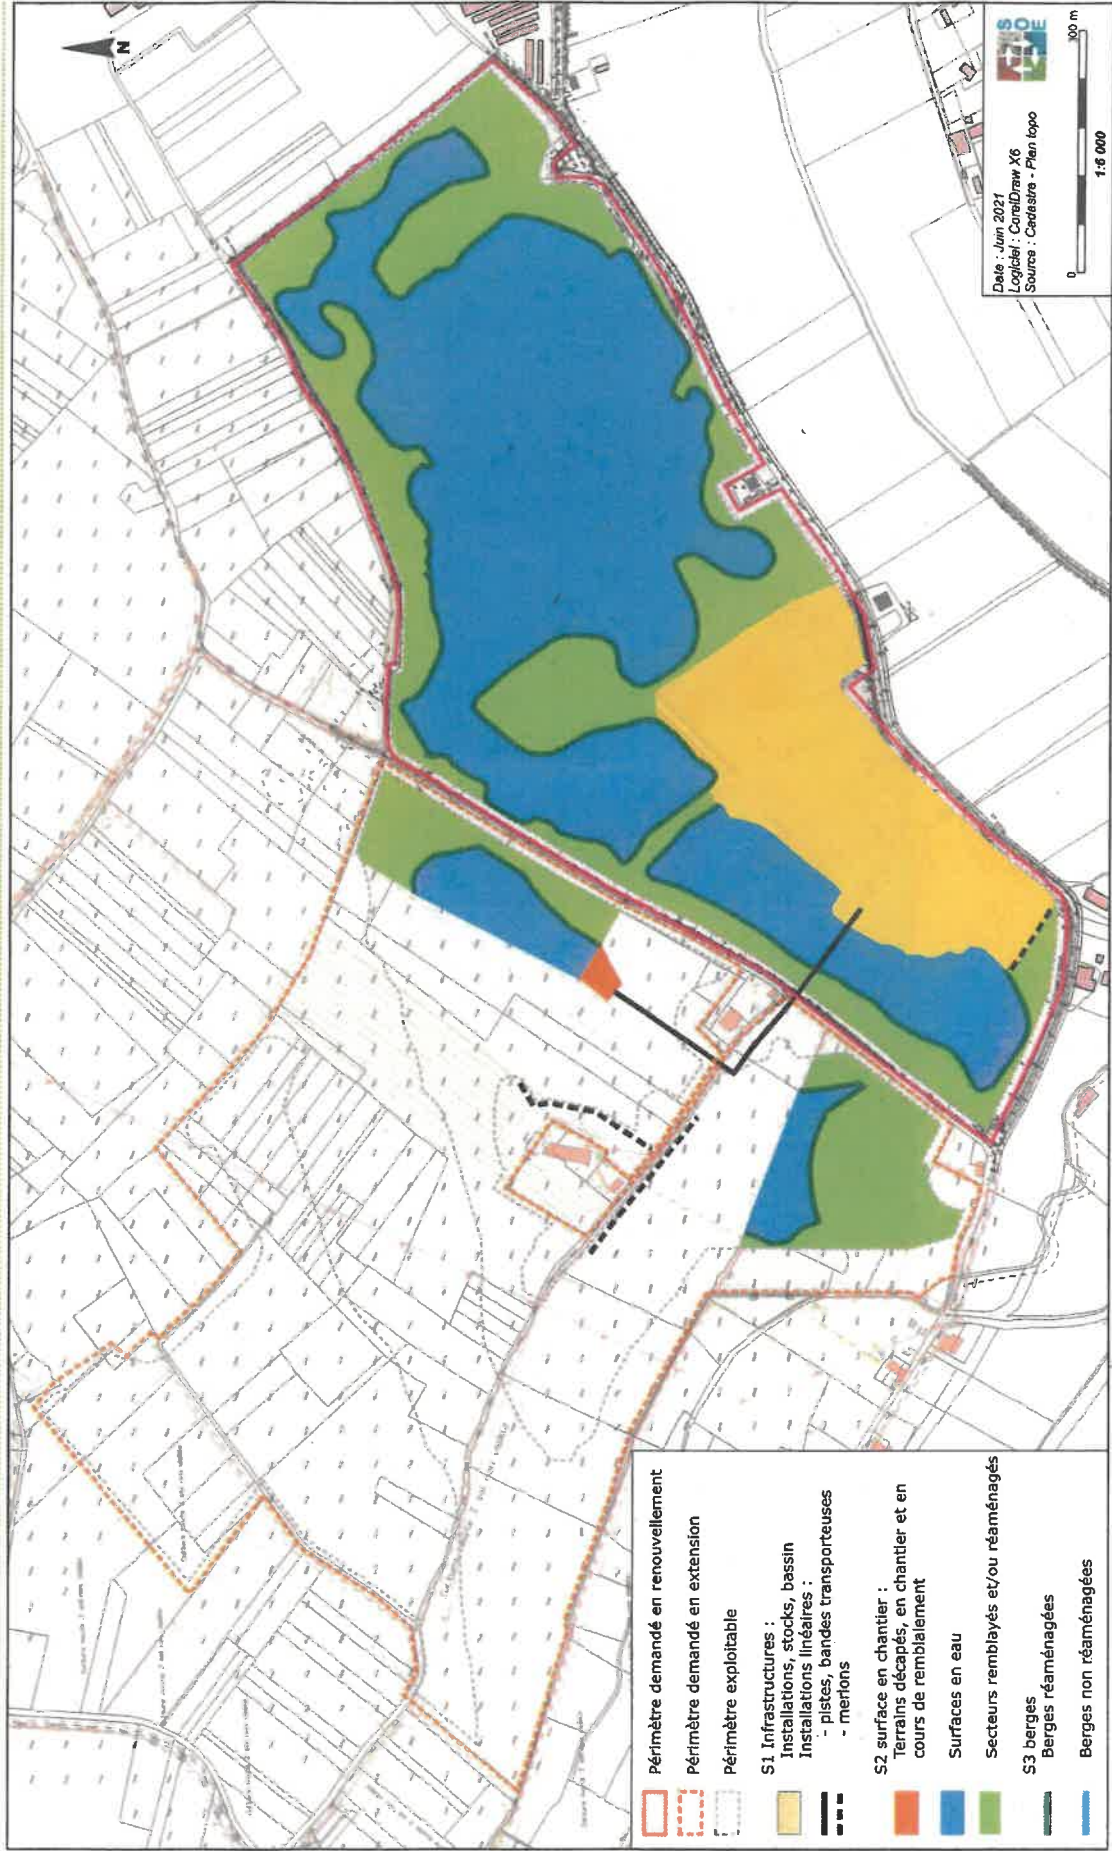 N
Périmètre demandé en renouvellement
Périmètre demandé en extension
Périmètre exploitable
S1 Infrastructures :
Installations, stocks, bassin
Installations linéaires :
- pistes, bandes transporteuses
- merlons
S2 surface en chantier :
Terrains décapés, en chantier et en
cours de remblaiement
Surfaces en eau
Secteurs remblayés et/ou réaménagés
S3 berges
Berges réaménagées
Berges non réaménagées
Date : Juin 2021
Logiciel : CorelDraw X6
Source : Cadastre - Plan topo
0
1:6 000